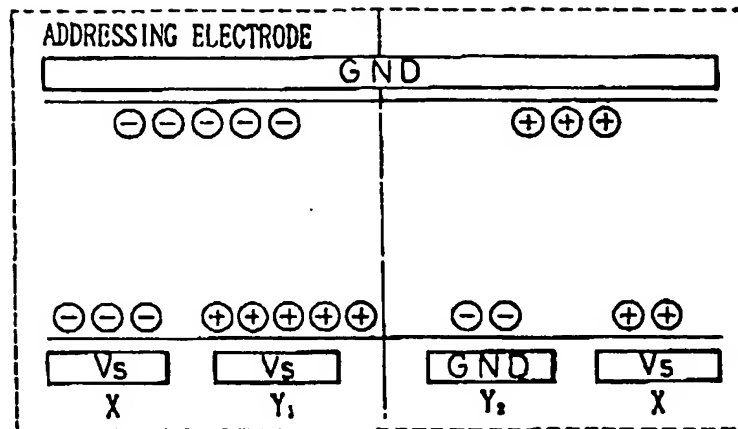 ADDRESSING ELECTRODE
GND
⊖⊖⊖⊖⊖ ⊕⊕⊕
⊖⊖⊖ ⊕⊕⊕⊕⊕ ⊖⊖ ⊕⊕
Vs Vs GND Vs
X Y₁ Y₂ X